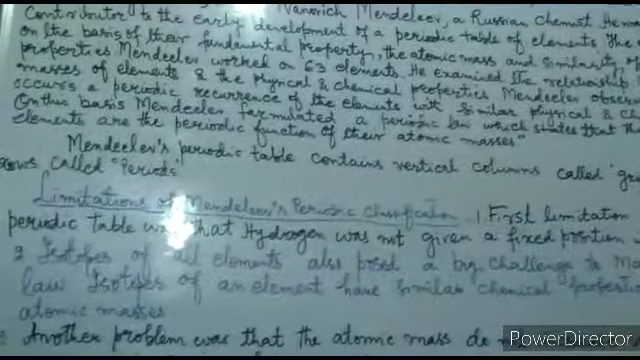 Ivanovich Mendeleev, a Russian Chemist
Contributor to the early development of a periodic table of elements.
on the basis of their fundamental property, the atomic mass and similarity of
properties Mendeleev worked on 63 elements. He examined the relationship
masses of elements & the physical & chemical properties. Mendeleev
occurs a periodic recurrence of the elements with similar physical &
On this basis Mendeleev formulated a periodic law which states that the
elements are the periodic function of their atomic masses"
Mendeleev's periodic table contains vertical columns called
called "Periods"
Limitations of Mendeleev's Periodic Classification 1. First limitation
periodic table was that Hydrogen was not given a fixed position
2 Isotopes of all elements also posed a big challenge to
law Isotopes of an element have similar chemical
atomic masses
Another problem was that the atomic mass do
PowerDirector